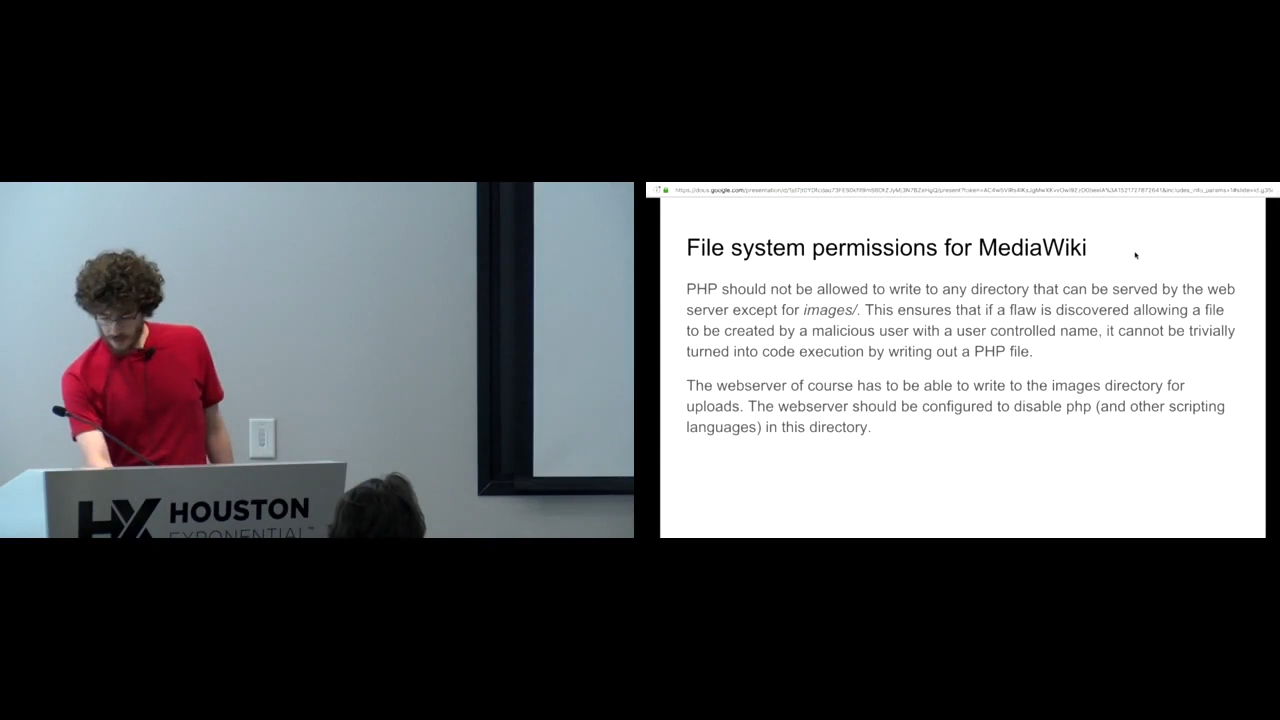 HX HOUSTON
EXPONENTIAL™
File system permissions for MediaWiki
PHP should not be allowed to write to any directory that can be served by the web
server except for images/. This ensures that if a flaw is discovered allowing a file
to be created by a malicious user with a user controlled name, it cannot be trivially
turned into code execution by writing out a PHP file.
The webserver of course has to be able to write to the images directory for
uploads. The webserver should be configured to disable php (and other scripting
languages) in this directory.